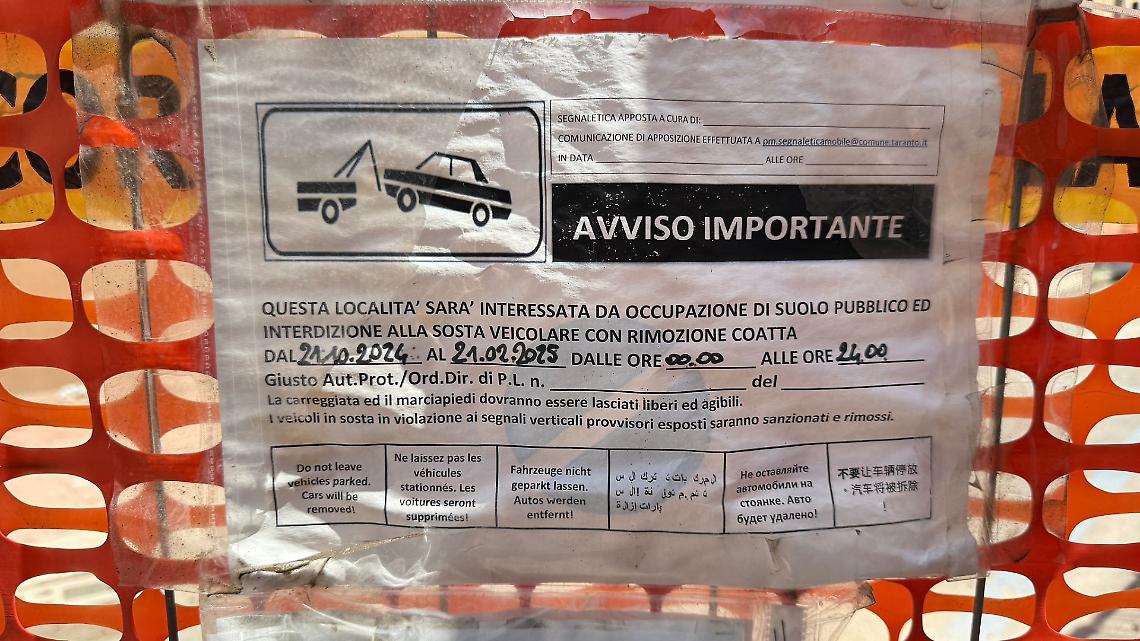 SEGNALETICA APPOSTA A CURA DI:
COMUNICAZIONE DI APPOSIZIONE EFFETTUATA A pm.segnaleticamobile@comune.taranto.it
IN DATA ALLE ORE
AVVISO IMPORTANTE
QUESTA LOCALITA’ SARA’ INTERESSATA DA OCCUPAZIONE DI SUOLO PUBBLICO ED
INTERDIZIONE ALLA SOSTA VEICOLARE CON RIMOZIONE COATTA
DAL 21.10.2024 AL 21.02.2025 DALLE ORE 00.00 ALLE ORE 24.00
Giusto Aut.Prot./Ord.Dir. di P.L. n. del
La carreggiata ed il marciapiedi dovranno essere lasciati liberi ed agibili.
I veicoli in sosta in violazione ai segnali verticali provvisori esposti saranno sanzionati e rimossi.
Do not leave
vehicles parked.
Cars will be
removed!
Ne laissez pas les
véhicules
stationnés. Les
voitures seront
supprimées!
Fahrzeuge nicht
geparkt lassen.
Autos werden
entfernt!
Не оставляйте
автомобили на
стоянке. Авто
будет удалено!
不要让车辆停放
。汽车将被拆除
!